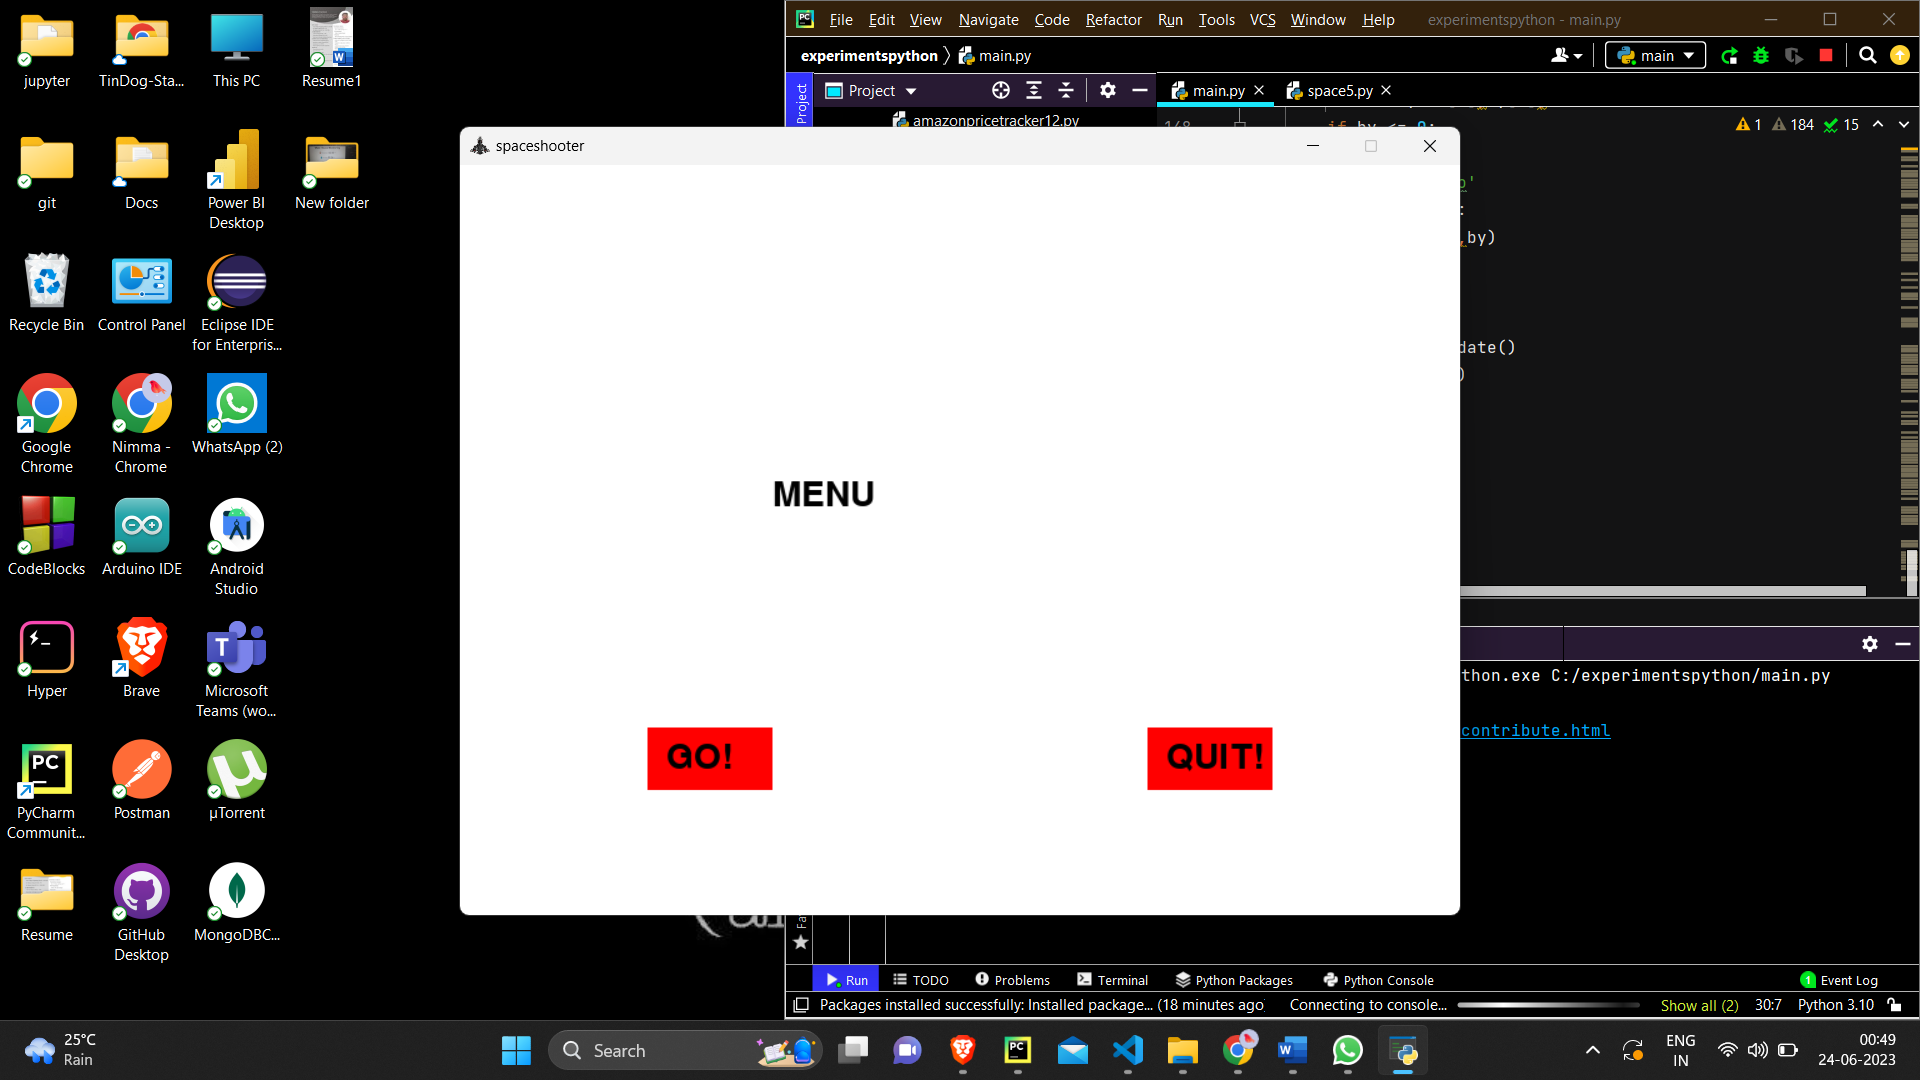 jupyter
TinDog-Sta...
This PC
Resume1
git
Docs
Power BI
Desktop
New folder
Recycle Bin
Control Panel
Eclipse IDE
for Enterpris...
Google
Chrome
Nimma -
Chrome
WhatsApp (2)
CodeBlocks
Arduino IDE
Android
Studio
Hyper
Brave
Microsoft
Teams (wo...
PyCharm
Communit...
Postman
µTorrent
Resume
GitHub
Desktop
MongoDBC...
File Edit View Navigate Code Refactor Run Tools VCS Window Help experimentspython - main.py
experimentspython main.py
main
Project
Project
main.py
space5.py
amazonpricetracker12.py
1 184 15
spaceshooter
by)
date()
MENU
GO!
QUIT!
thon.exe C:/experimentspython/main.py
contribute.html
Run TODO Problems Terminal Python Packages Python Console
1 Event Log
Packages installed successfully: Installed package... (18 minutes ago)
Connecting to console...
Show all (2) 30:7 Python 3.10
25°C
Rain
Search
ENG
IN
00:49
24-06-2023